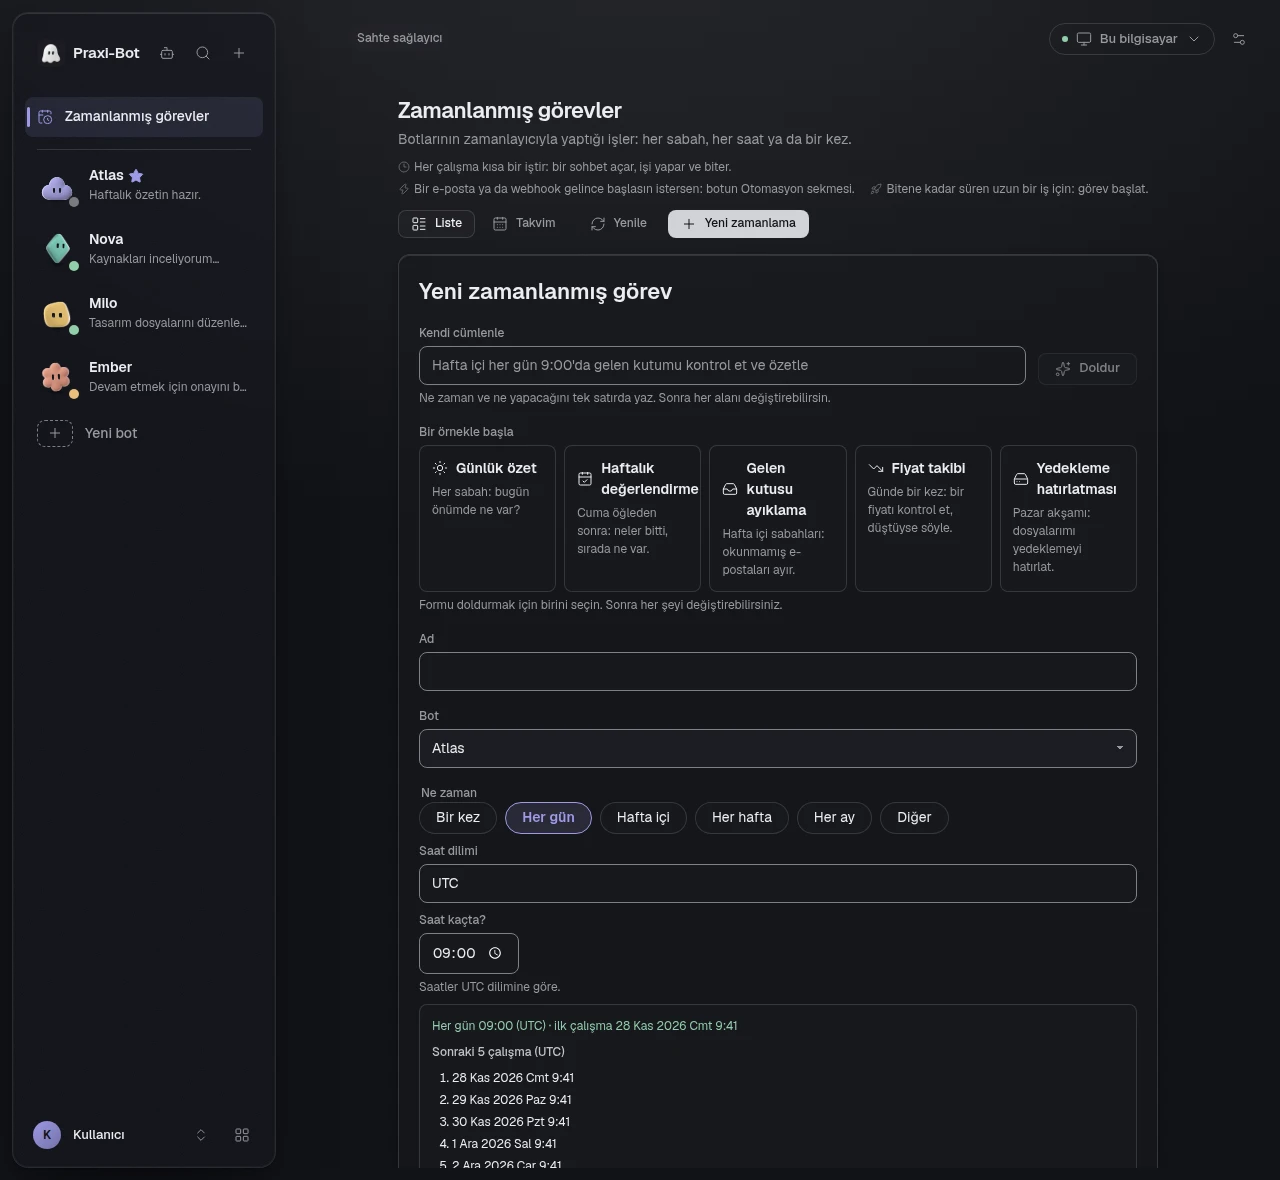 Praxi-Bot
Zamanlanmış görevler
Atlas
Haftalık özetin hazır.
Nova
Kaynakları inceliyorum...
Milo
Tasarım dosyalarını düzenle...
Ember
Devam etmek için onayını b...
Yeni bot
K Kullanıcı
Sahte sağlayıcı
Bu bilgisayar
Zamanlanmış görevler
Botlarının zamanlayıcıyla yaptığı işler: her sabah, her saat ya da bir kez.
Her çalışma kısa bir iştir: bir sohbet açar, işi yapar ve biter.
Bir e-posta ya da webhook gelince başlasın istersen: botun Otomasyon sekmesi. Bitene kadar süren uzun bir iş için: görev başlat.
Liste Takvim Yenile Yeni zamanlama
Yeni zamanlanmış görev
Kendi cümlenle
Hafta içi her gün 9:00'da gelen kutumu kontrol et ve özetle
Doldur
Ne zaman ve ne yapacağını tek satırda yaz. Sonra her alanı değiştirebilirsin.
Bir örnekle başla
Günlük özet
Her sabah: bugün
önümde ne var?
Haftalık
değerlendirme
Cuma öğleden
sonra: neler bitti,
sırada ne var.
Gelen
kutusu
ayıklama
Hafta içi sabahları:
okunmamış e-
postaları ayır.
Fiyat takibi
Günde bir kez: bir
fiyatı kontrol et,
düştüyse söyle.
Yedekleme
hatırlatması
Pazar akşamı:
dosyalarımı
yedeklemeyi
hatırlat.
Formu doldurmak için birini seçin. Sonra her şeyi değiştirebilirsiniz.
Ad
Bot
Atlas
Ne zaman
Bir kez Her gün Hafta içi Her hafta Her ay Diğer
Saat dilimi
UTC
Saat kaçta?
09:00
Saatler UTC dilimine göre.
Her gün 09:00 (UTC) · ilk çalışma 28 Kas 2026 Cmt 9:41
Sonraki 5 çalışma (UTC)
1. 28 Kas 2026 Cmt 9:41
2. 29 Kas 2026 Paz 9:41
3. 30 Kas 2026 Pzt 9:41
4. 1 Ara 2026 Sal 9:41
5. 2 Ara 2026 Çar 9:41